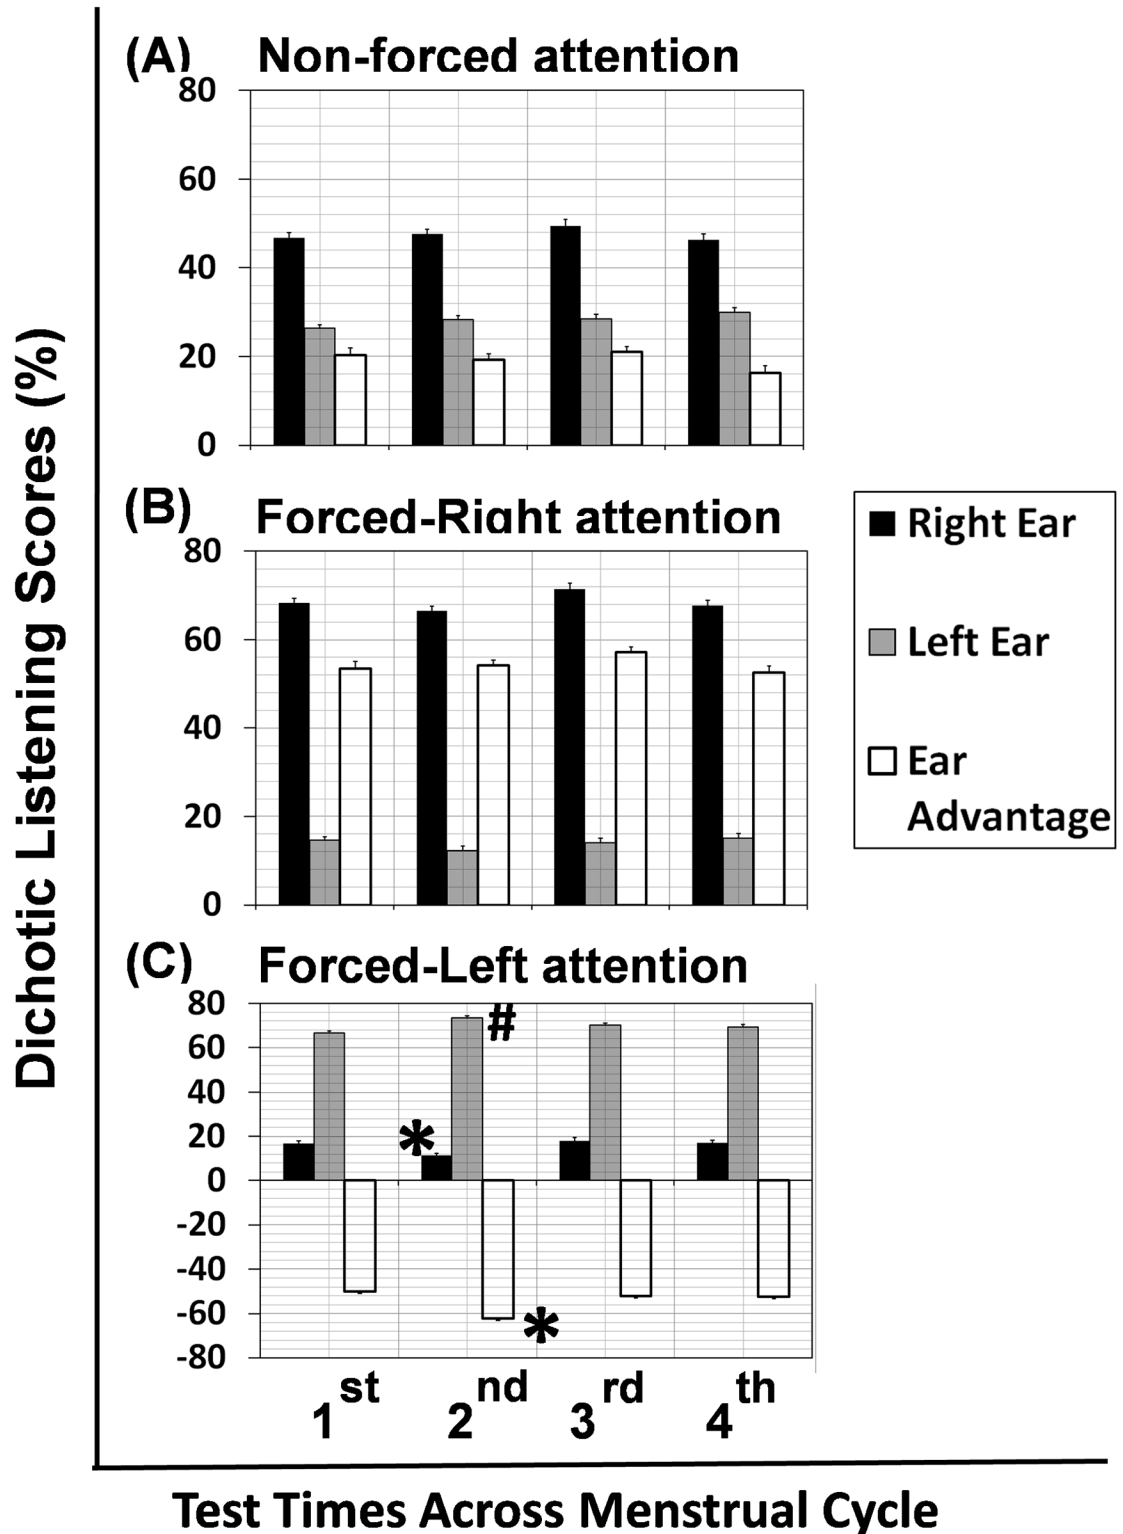 (A) Non-forced attention
80
60
40
20
0
(B) Forced-Right attention
80
60
40
20
0
(C) Forced-Left attention
80
60
40
20
0
-20
-40
-60
-80
#
*
*
1st 2nd 3rd 4th
Test Times Across Menstrual Cycle
Dichotic Listening Scores (%)
Right Ear
Left Ear
Ear
Advantage